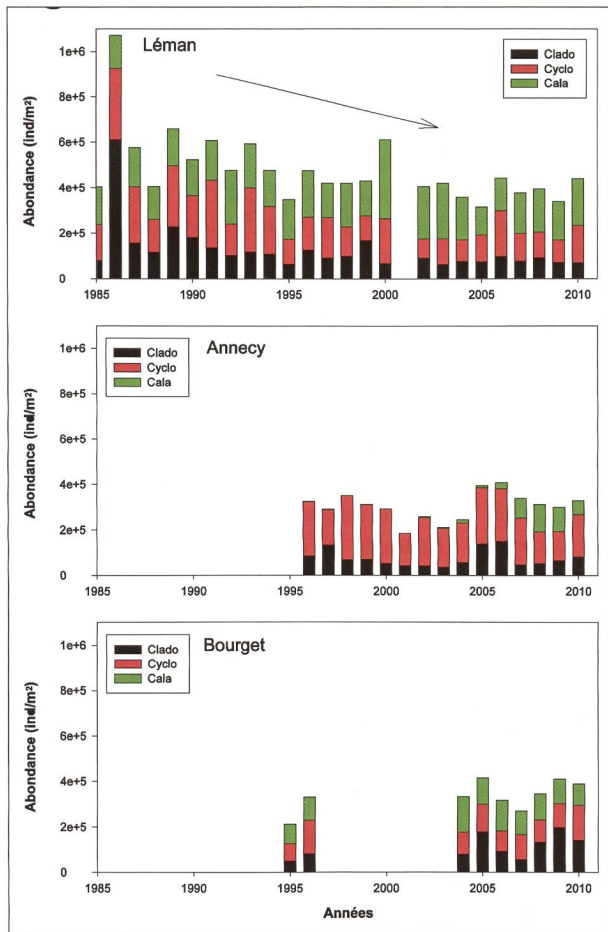 Léman
Clado
Cyclo
Cala
Abondance (ind/m²)
1e+6
8e+5
6e+5
4e+5
2e+5
0
1985
1990
1995
2000
2005
2010
Annecy
Clado
Cyclo
Cala
Abondance (ind/m²)
1e+6
8e+5
6e+5
4e+5
2e+5
0
1985
1990
1995
2000
2005
2010
Bourget
Clado
Cyclo
Cala
Abondance (ind/m²)
1e+6
8e+5
6e+5
4e+5
2e+5
0
1985
1990
1995
2000
2005
2010
Années